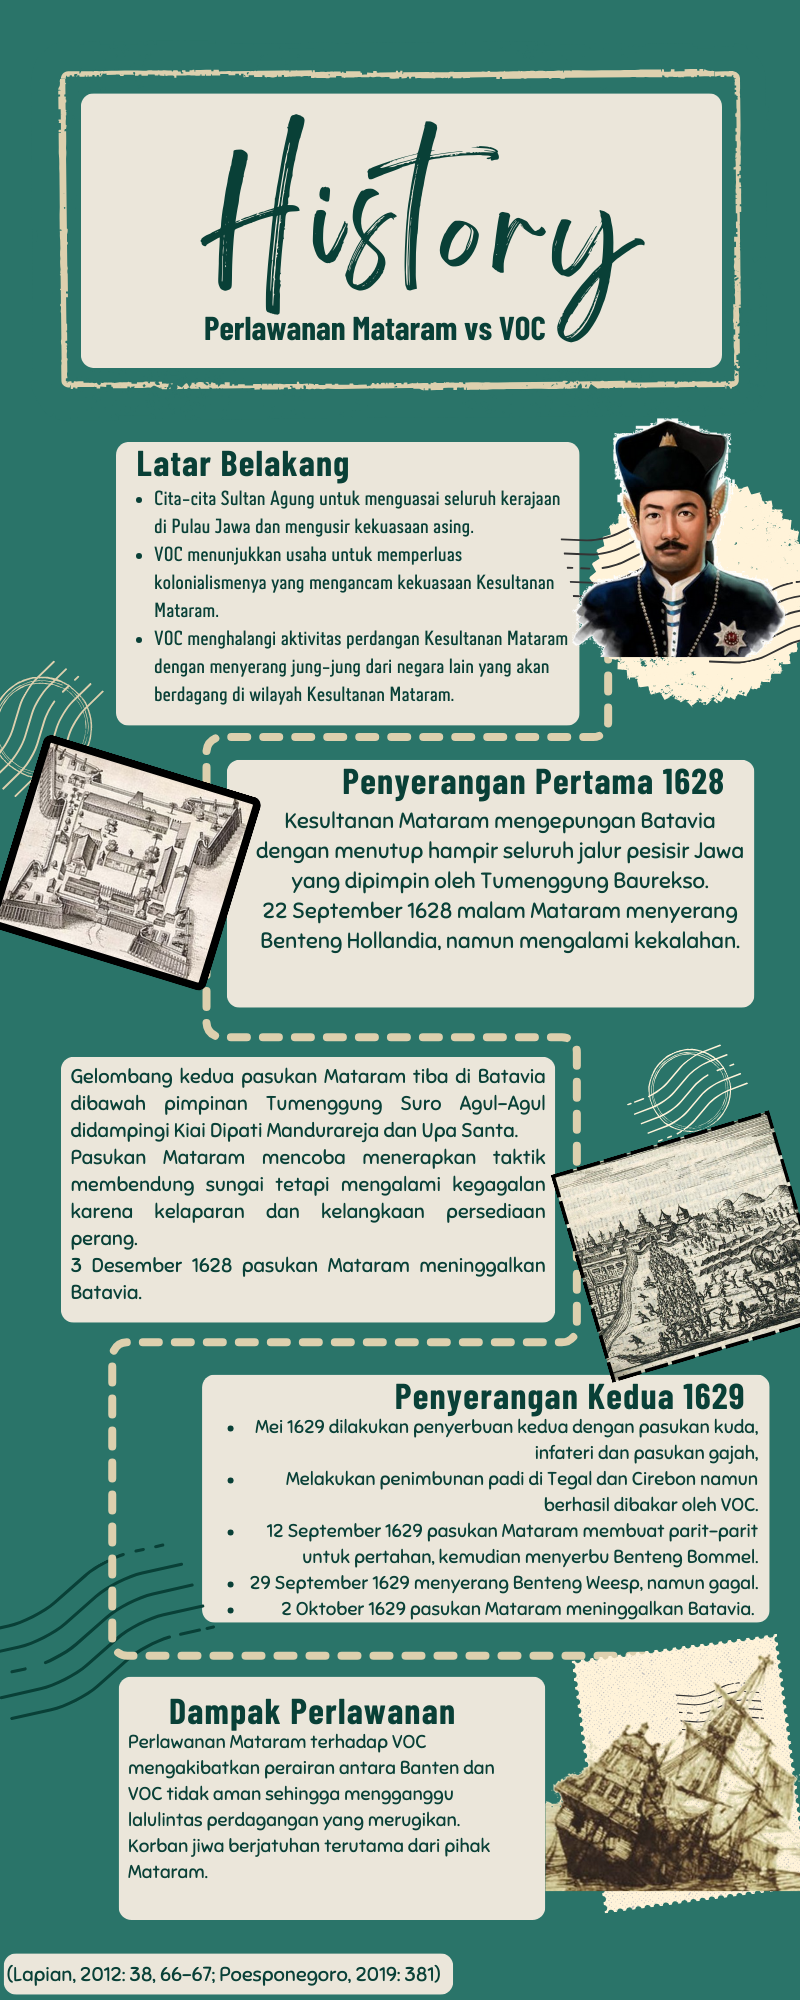 History
Perlawanan Mataram vs VOC
Latar Belakang
• Cita-cita Sultan Agung untuk menguasai seluruh kerajaan
di Pulau Jawa dan mengusir kekuasaan asing.
• VOC menunjukkan usaha untuk memperluas
kolonialismenya yang mengancam kekuasaan Kesultanan
Mataram.
• VOC menghalangi aktivitas perdangan Kesultanan Mataram
dengan menyerang jung-jung dari negara lain yang akan
berdagang di wilayah Kesultanan Mataram.
Penyerangan Pertama 1628
Kesultanan Mataram mengepungan Batavia
dengan menutup hampir seluruh jalur pesisir Jawa
yang dipimpin oleh Tumenggung Baurekso.
22 September 1628 malam Mataram menyerang
Benteng Hollandia, namun mengalami kekalahan.
Gelombang kedua pasukan Mataram tiba di Batavia
dibawah pimpinan Tumenggung Suro Agul-Agul
didampingi Kiai Dipati Mandurareja dan Upa Santa.
Pasukan Mataram mencoba menerapkan taktik
membendung sungai tetapi mengalami kegagalan
karena kelaparan dan kelangkaan persediaan
perang.
3 Desember 1628 pasukan Mataram meninggalkan
Batavia.
Penyerangan Kedua 1629
• Mei 1629 dilakukan penyerbuan kedua dengan pasukan kuda,
infateri dan pasukan gajah,
• Melakukan penimbunan padi di Tegal dan Cirebon namun
berhasil dibakar oleh VOC.
• 12 September 1629 pasukan Mataram membuat parit-parit
untuk pertahan, kemudian menyerbu Benteng Bommel.
• 29 September 1629 menyerang Benteng Weesp, namun gagal.
• 2 Oktober 1629 pasukan Mataram meninggalkan Batavia.
Dampak Perlawanan
Perlawanan Mataram terhadap VOC
mengakibatkan perairan antara Banten dan
VOC tidak aman sehingga mengganggu
lalulintas perdagangan yang merugikan.
Korban jiwa berjatuhan terutama dari pihak
Mataram.
(Lapian, 2012: 38, 66-67; Poesponegoro, 2019: 381)